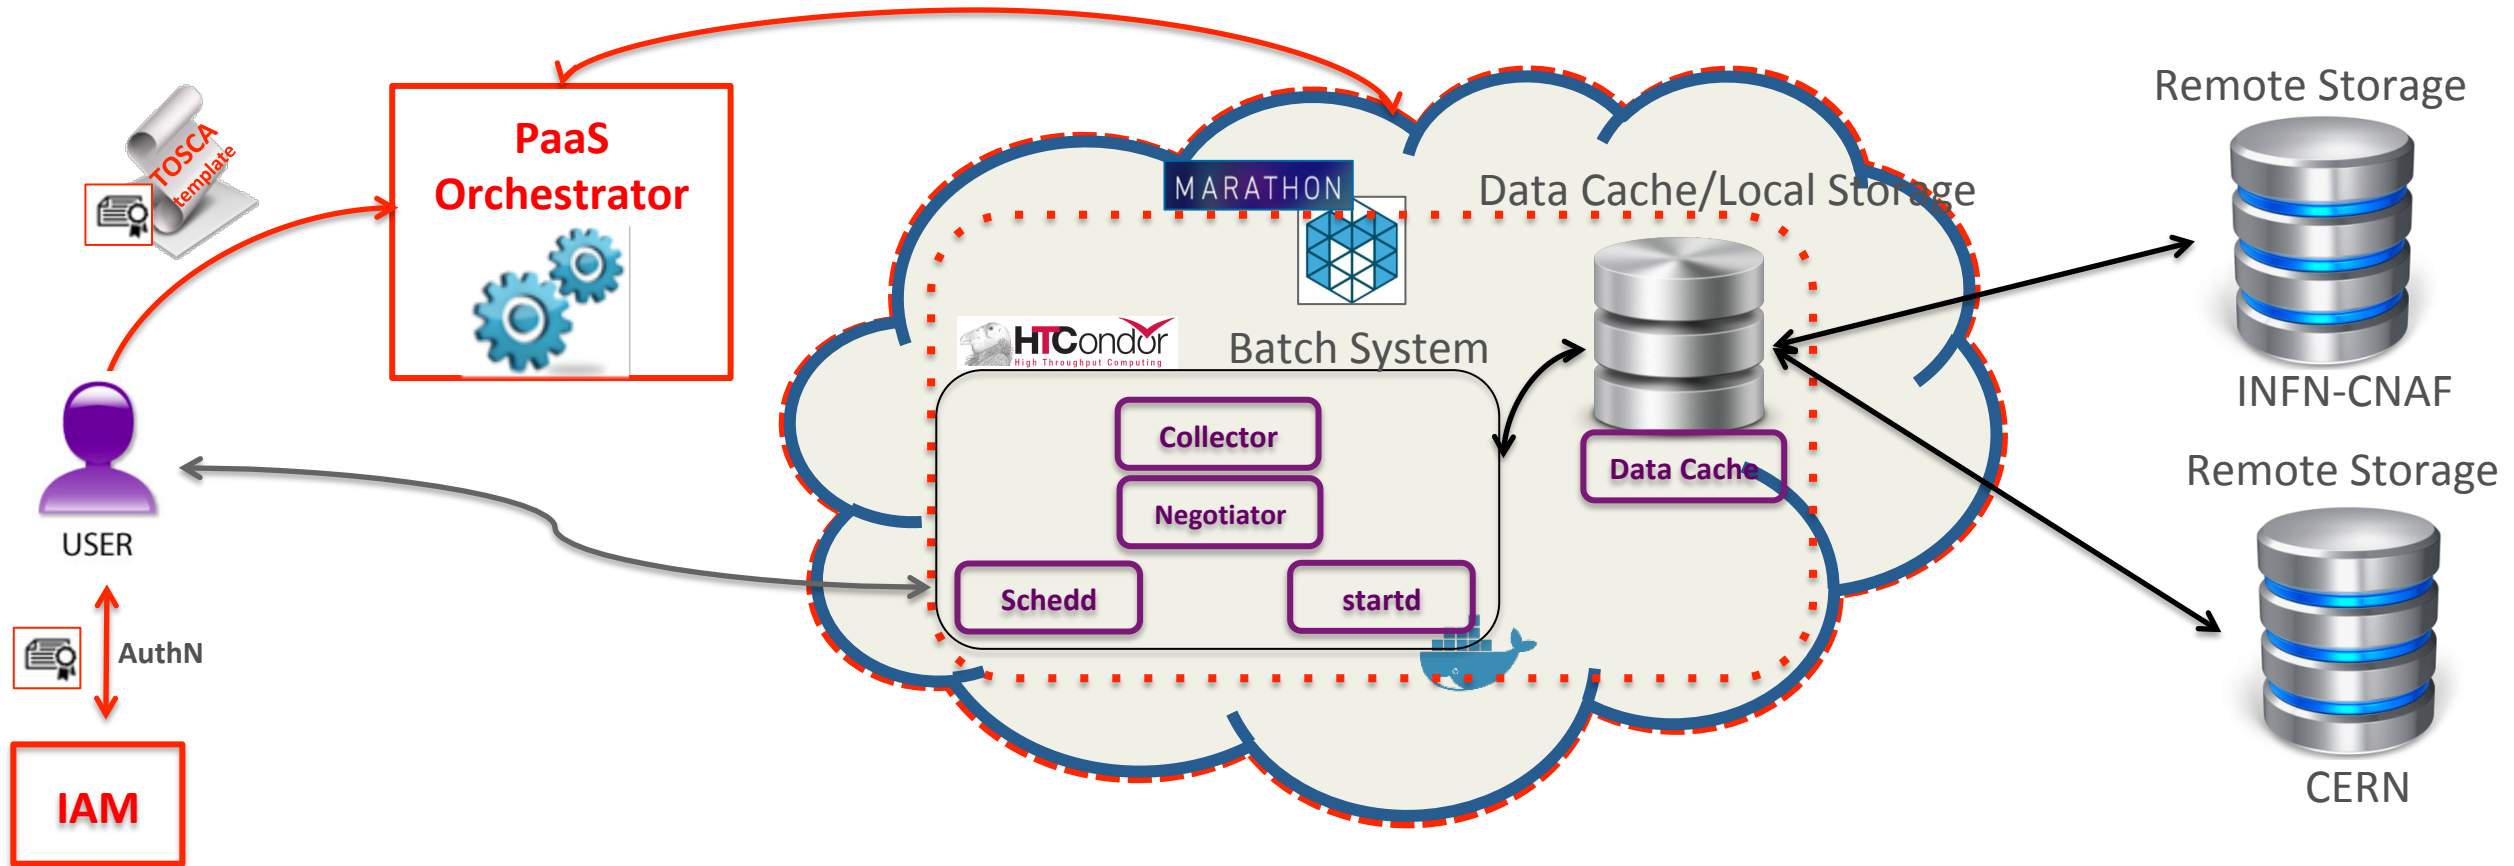 TOSCA
template
PaaS
Orchestrator
USER
AuthN
IAM
MARATHON
Data Cache/Local Storage
HTCondor
High Throughput Computing
Batch System
Collector
Negotiator
Schedd
startd
Data Cache
Remote Storage
INFN-CNAF
Remote Storage
CERN